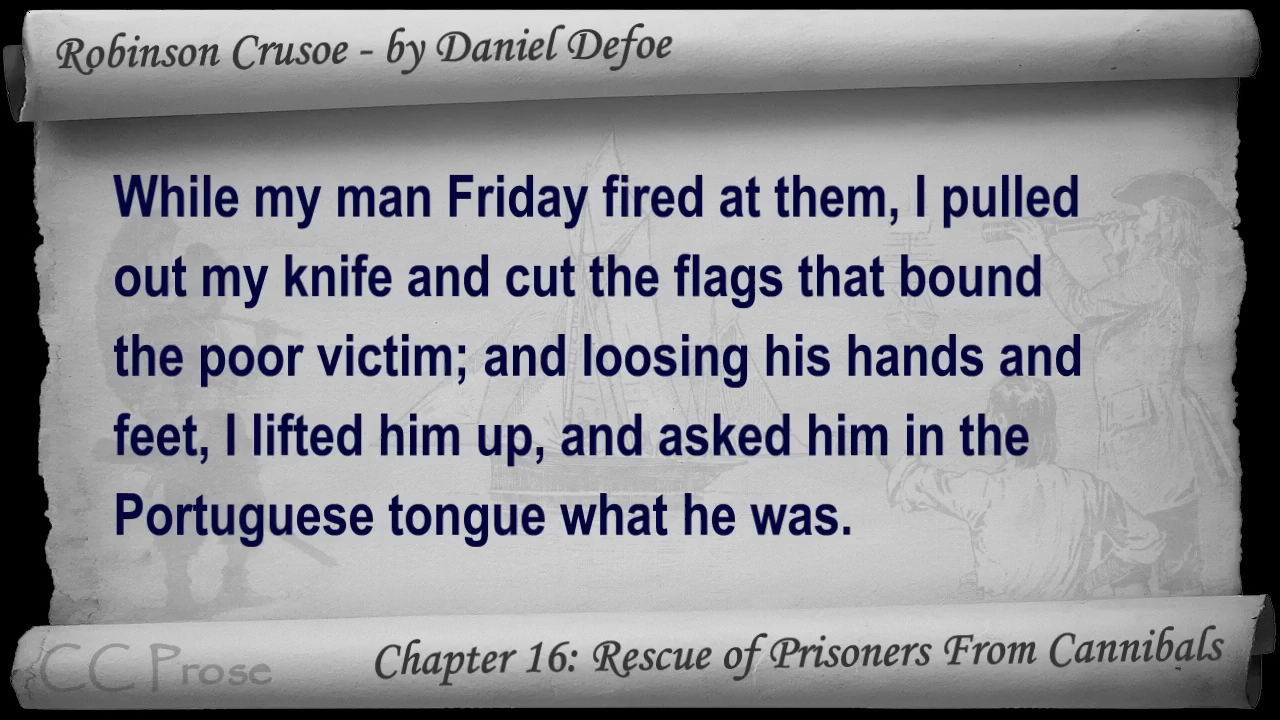 Robinson Crusoe - by Daniel Defoe
While my man Friday fired at them, I pulled
out my knife and cut the flags that bound
the poor victim; and loosing his hands and
feet, I lifted him up, and asked him in the
Portuguese tongue what he was.
CC Prose
Chapter 16: Rescue of Prisoners From Cannibals